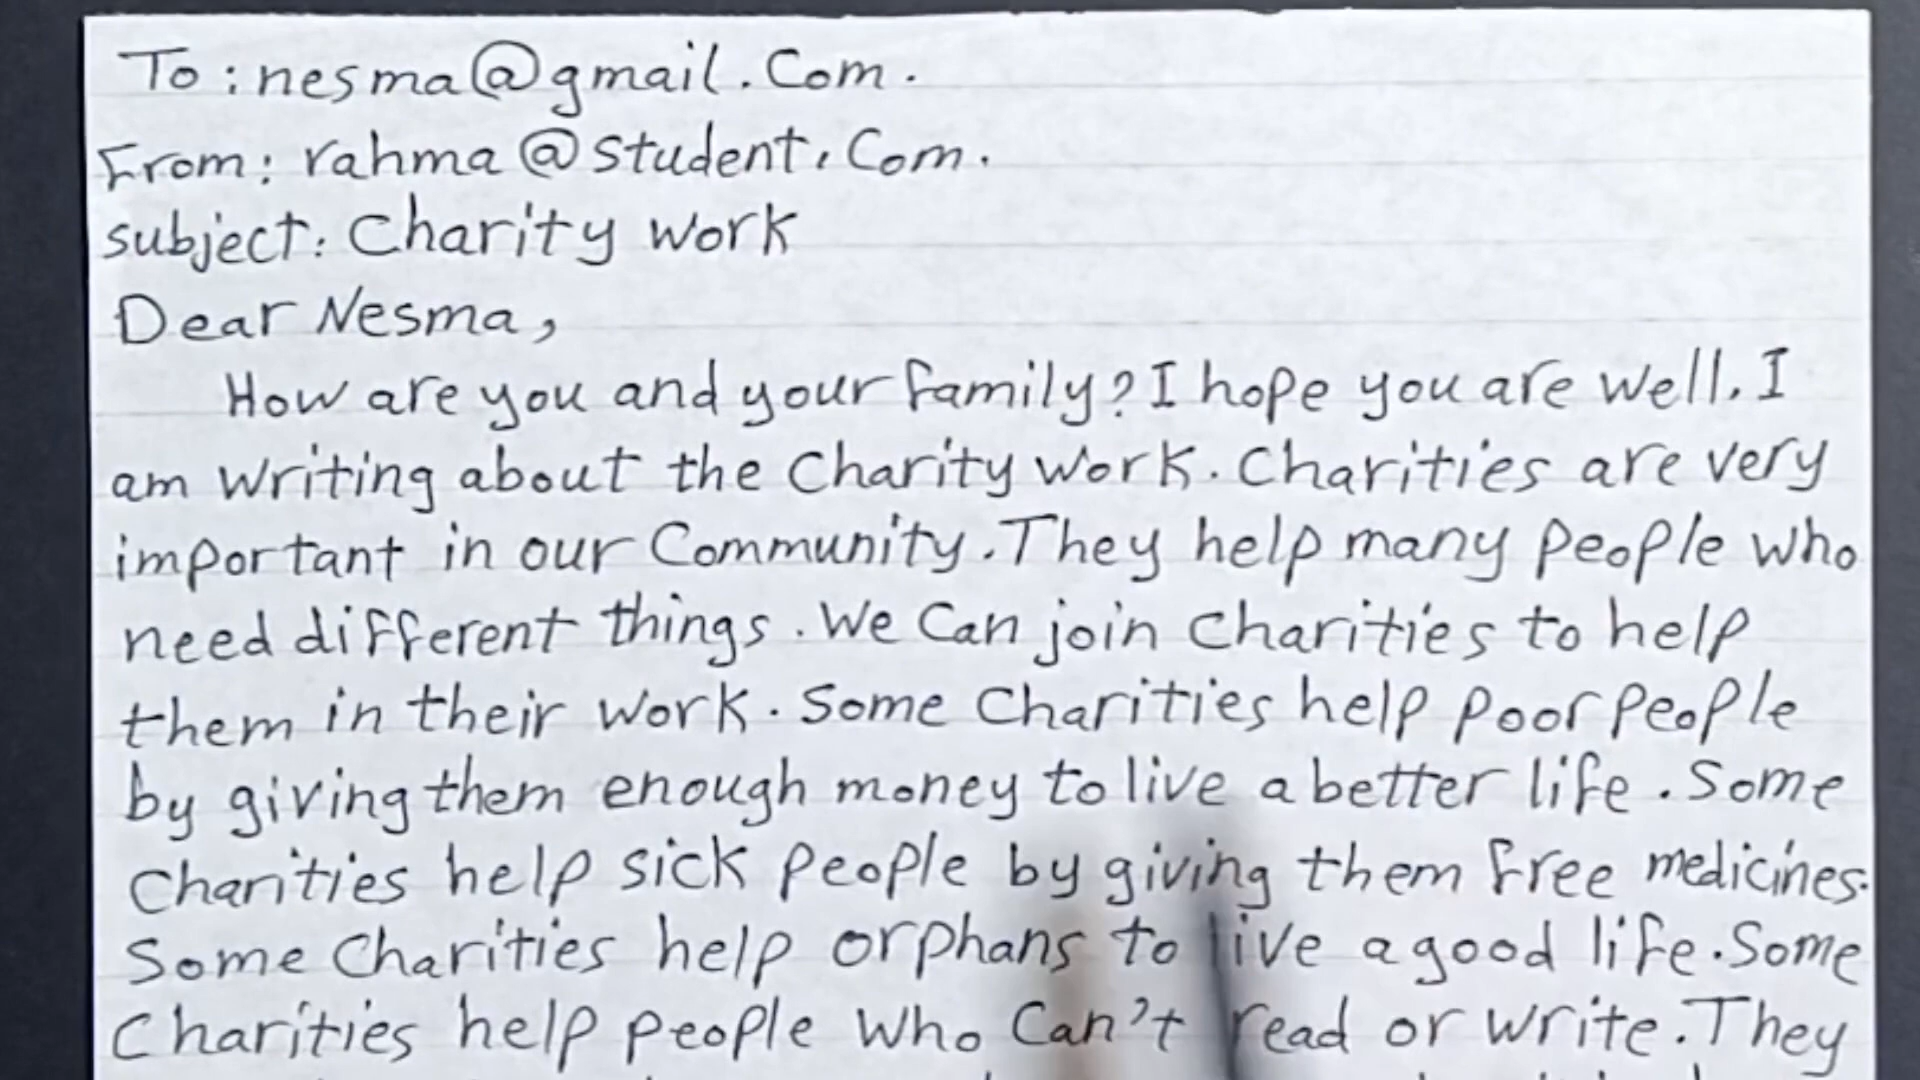 To: nesma@gmail.Com.
From: rahma@student.Com.
subject: Charity work
Dear Nesma,
How are you and your family? I hope you are well. I
am writing about the Charity work. Charities are very
important in our Community. They help many people who
need different things. We Can join Charities to help
them in their work. Some Charities help poor people
by giving them enough money to live a better life. Some
Charities help sick people by giving them free medicines.
Some Charities help orphans to live a good life. Some
Charities help people who Can't read or write. They